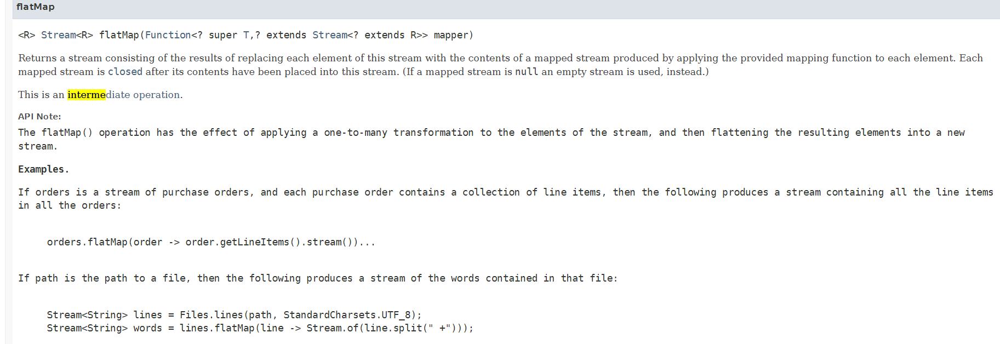 flatMap
<R> Stream<R> flatMap(Function<? super T,? extends Stream<? extends R>> mapper)
Returns a stream consisting of the results of replacing each element of this stream with the contents of a mapped stream produced by applying the provided mapping function to each element. Each
mapped stream is closed after its contents have been placed into this stream. (If a mapped stream is null an empty stream is used, instead.)
This is an intermediate operation.
API Note:
The flatMap() operation has the effect of applying a one-to-many transformation to the elements of the stream, and then flattening the resulting elements into a new
stream.
Examples.
If orders is a stream of purchase orders, and each purchase order contains a collection of line items, then the following produces a stream containing all the line items
in all the orders:
orders.flatMap(order -> order.getLineItems().stream())...
If path is the path to a file, then the following produces a stream of the words contained in that file:
Stream<String> lines = Files.lines(path, StandardCharsets.UTF_8);
Stream<String> words = lines.flatMap(line -> Stream.of(line.split(" +")));